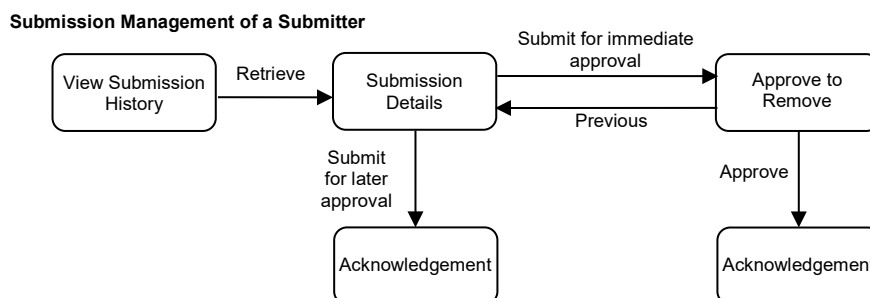 Submission Management of a Submitter
View Submission
History
Retrieve
Submission
Details
Submit for immediate
approval
Previous
Approve to
Remove
Submit
for later
approval
Approve
Acknowledgement
Acknowledgemen